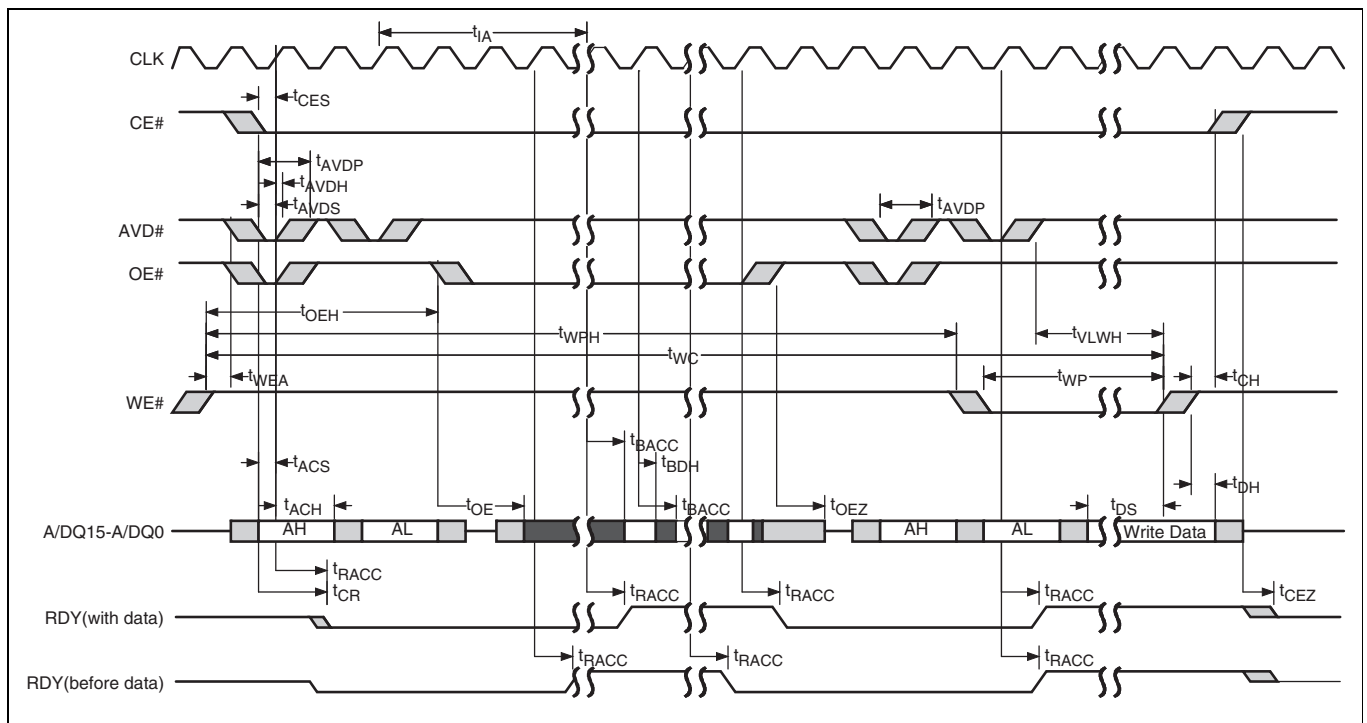 tIA
CLK
tCES
CE#
tAVDP
tAVDH
tAVDS
tAVDP
AVD#
OE#
tOEH
tWPH
tVLWH
tWC
tWEA
tWP
tCH
WE#
tBACC
tACS
tBDH
tACH
tOE
tBACC
tOEZ
tDS
tDH
A/DQ15-A/DQ0
AH
AL
AH
AL
Write Data
tRACC
tCR
tRACC
tRACC
tRACC
tCEZ
RDY(with data)
tRACC
tRACC
tRACC
RDY(before data)